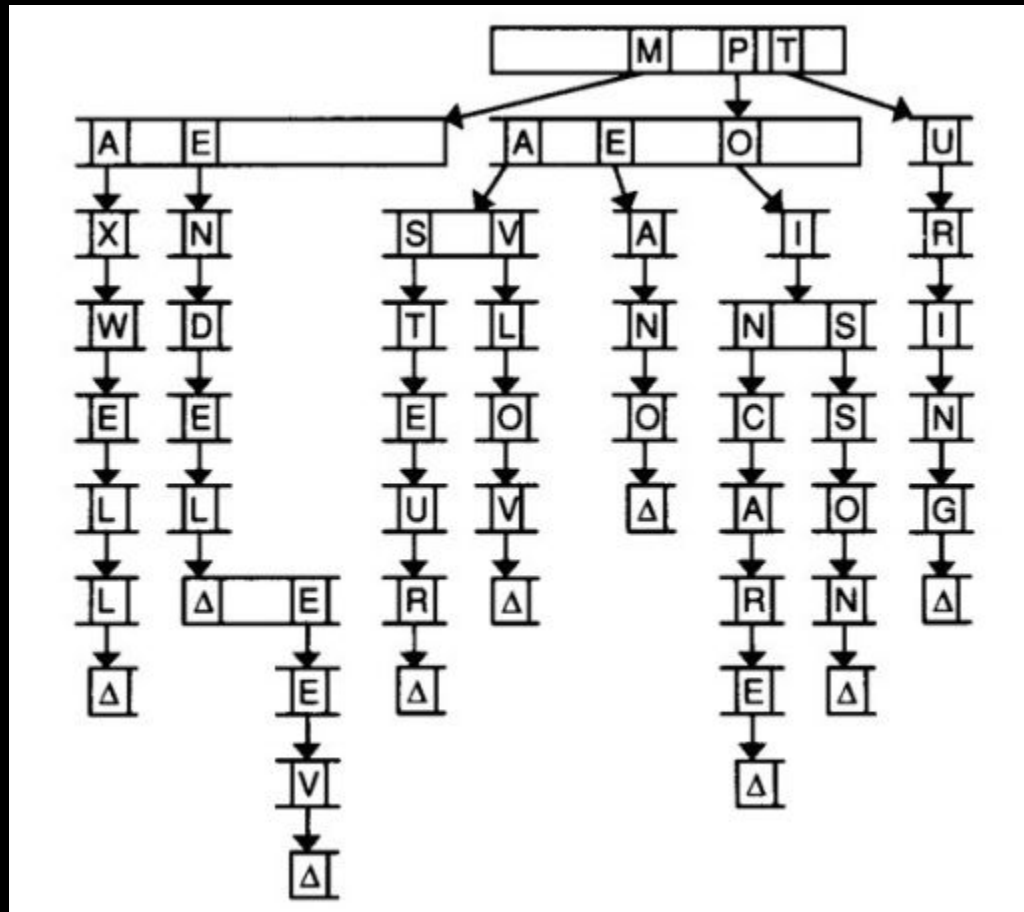 M P T
A E A E O U
X N S V A I R
W D T L N N S I
E E E O O C S N
L L U V Δ A O G
L Δ E R Δ R N Δ
Δ E Δ E Δ
V Δ
Δ